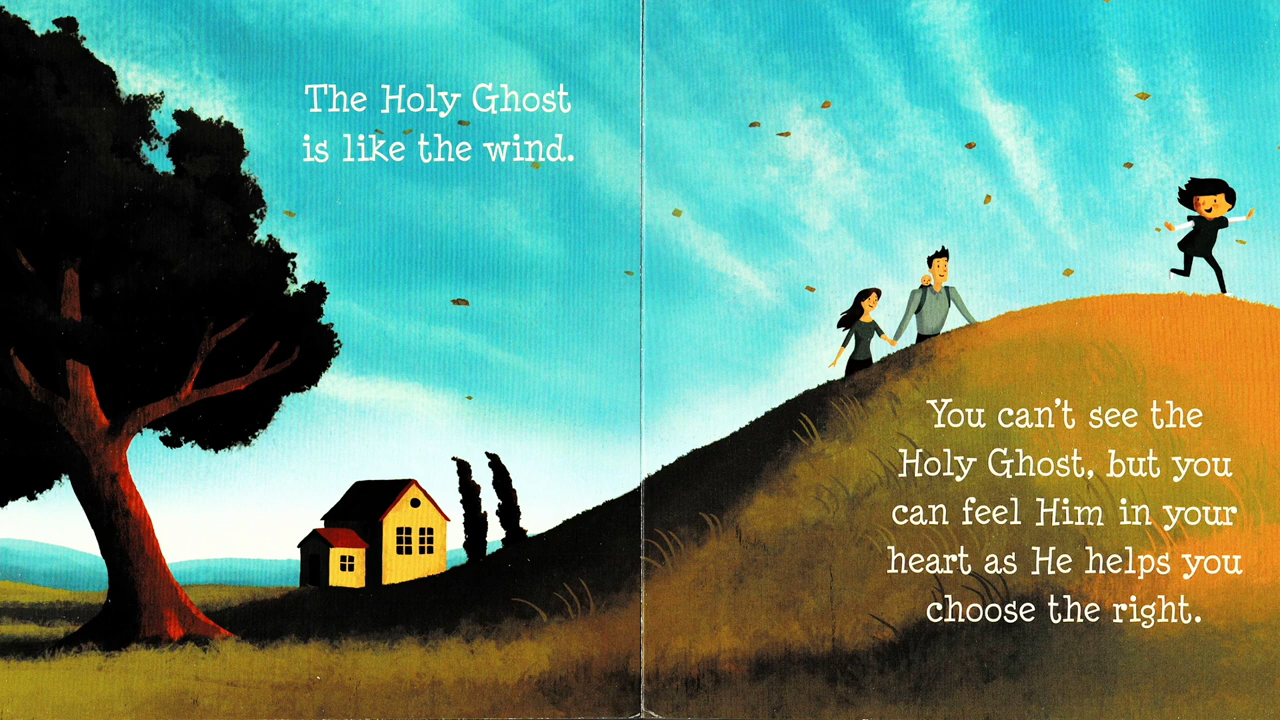 The Holy Ghost
is like the wind.
You can't see the
Holy Ghost, but you
can feel Him in your
heart as He helps you
choose the right.